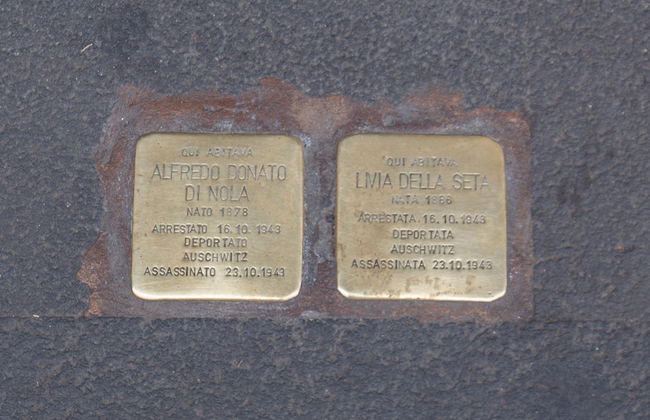 QUI ABITAVA
ALFREDO DONATO
DI NOLA
NATO 1878
ARRESTATO 16.10.1943
DEPORTATO
AUSCHWITZ
ASSASSINATO 23.10.1943
QUI ABITAVA
LIVIA DELLA SETA
NATA 1886
ARRESTATA 16.10.1943
DEPORTATA
AUSCHWITZ
ASSASSINATA 23.10.1943